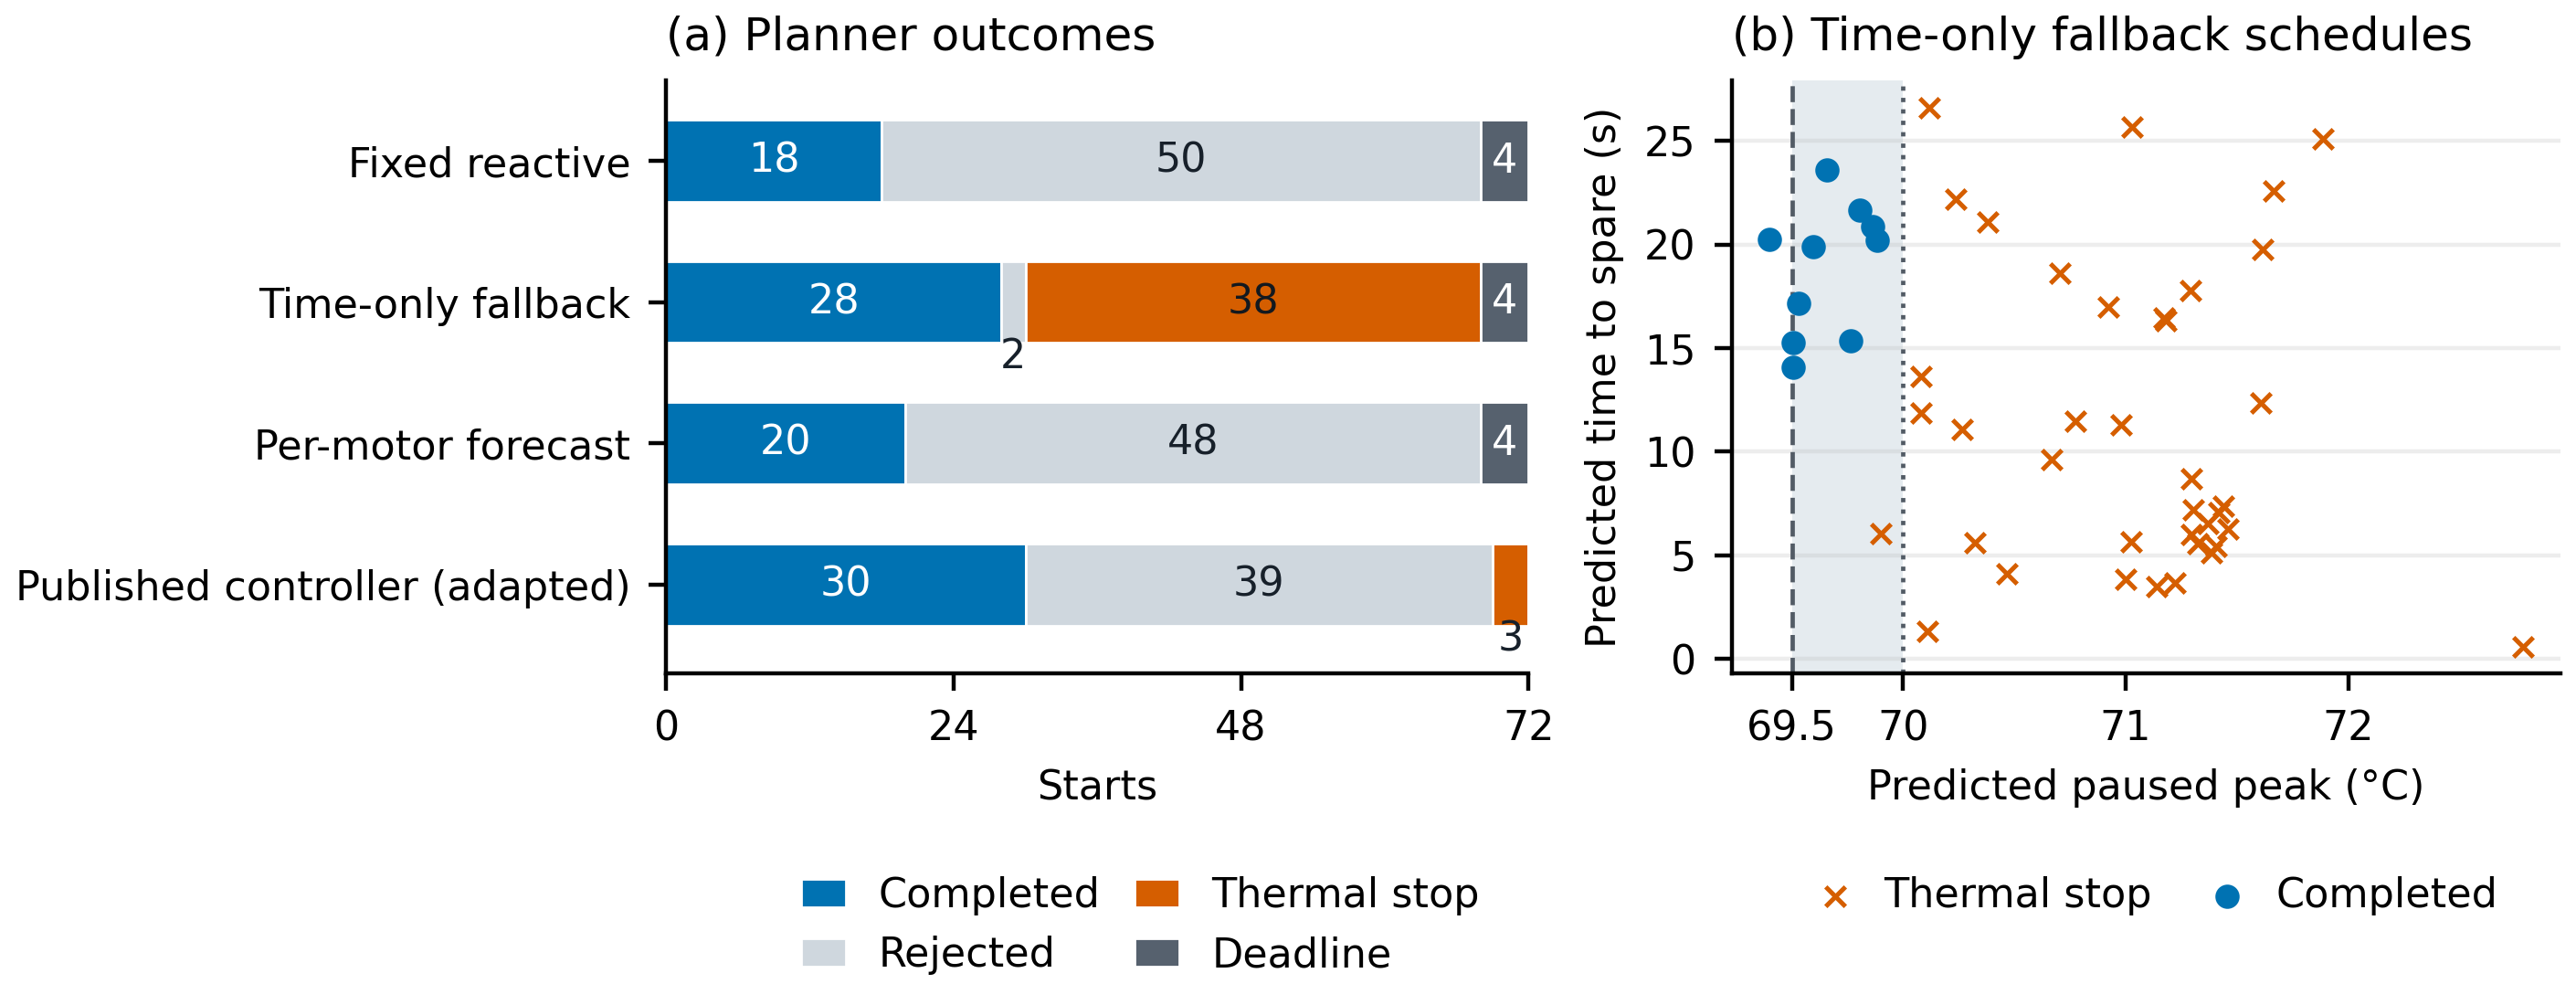 (a) Planner outcomes
Fixed reactive
18 50 4
Time-only fallback
28 38 4
2
Per-motor forecast
20 48 4
Published controller (adapted)
30 39
3
0 24 48 72
Starts
Completed Thermal stop
Rejected Deadline
(b) Time-only fallback schedules
Predicted time to spare (s)
25
20
15
10
5
0
69.5 70 71 72
Predicted paused peak (°C)
Thermal stop Completed